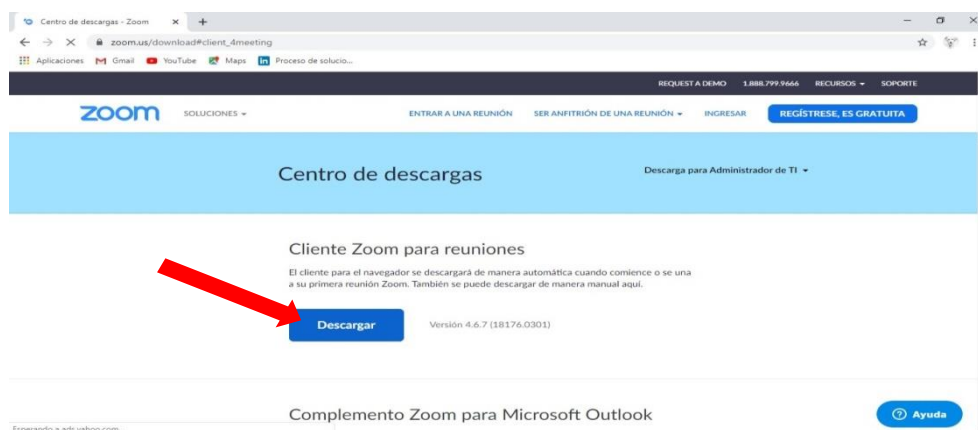 Centro de descargas - Zoom
zoom.us/download#client_4meeting
Aplicaciones Gmail YouTube Maps Proceso de solucio...
REQUEST A DEMO 1.888.799.9666 RECURSOS SOPORTE
zoom SOLUCIONES ENTRAR A UNA REUNIÓN SER ANFITRIÓN DE UNA REUNIÓN INGRESAR REGÍSTRESE, ES GRATUITA
Centro de descargas Descarga para Administrador de TI
Cliente Zoom para reuniones
El cliente para el navegador se descargará de manera automática cuando comience o se una
a su primera reunión Zoom. También se puede descargar de manera manual aquí.
Descargar Versión 4.6.7 (18176.0301)
Complemento Zoom para Microsoft Outlook
Ayuda
Esperando a ads.yahoo.com